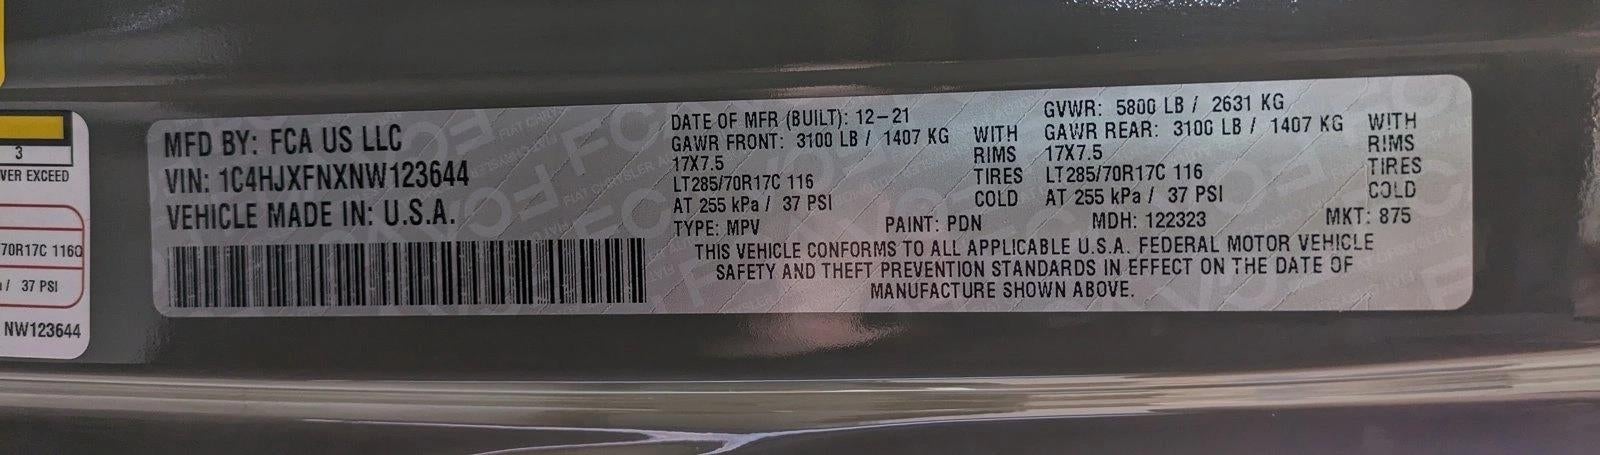 3
VER EXCEED
70R17C 116Q
/ 37 PSI
NW123644
MFD BY: FCA US LLC
VIN: 1C4HJXFNXNW123644
VEHICLE MADE IN: U.S.A.
DATE OF MFR (BUILT): 12-21
GAWR FRONT: 3100 LB / 1407 KG WITH
17X7.5 RIMS
LT285/70R17C 116 TIRES
AT 255 kPa / 37 PSI COLD
GVWR: 5800 LB / 2631 KG
GAWR REAR: 3100 LB / 1407 KG WITH
17X7.5 RIMS
LT285/70R17C 116 TIRES
AT 255 kPa / 37 PSI COLD
TYPE: MPV PAINT: PDN MDH: 122323 MKT: 875
THIS VEHICLE CONFORMS TO ALL APPLICABLE U.S.A. FEDERAL MOTOR VEHICLE
SAFETY AND THEFT PREVENTION STANDARDS IN EFFECT ON THE DATE OF
MANUFACTURE SHOWN ABOVE.